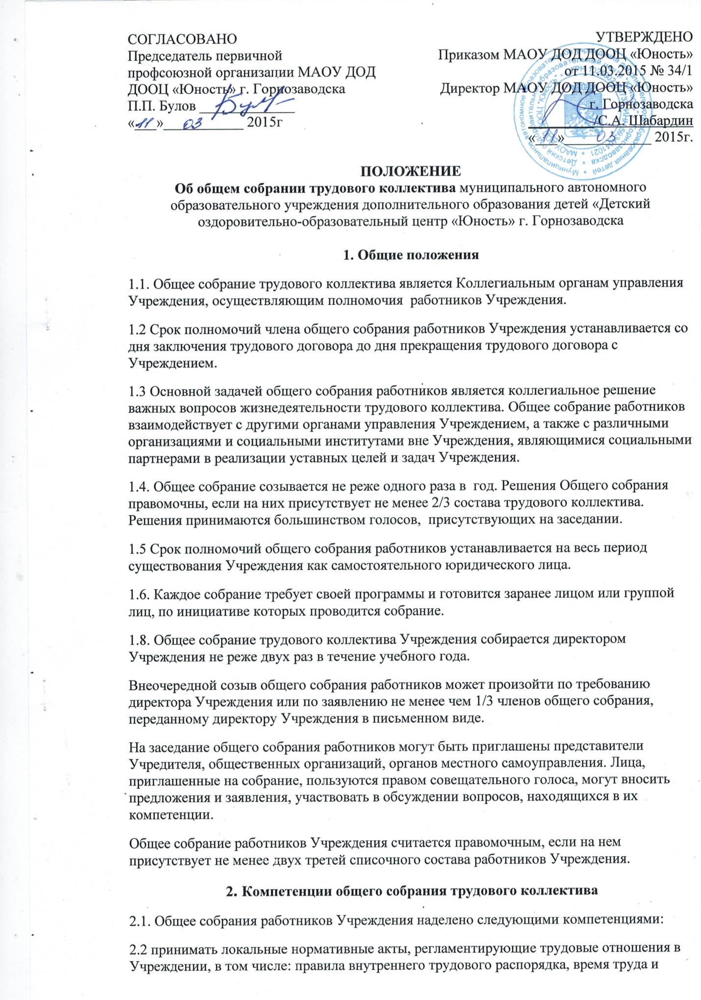 СОГЛАСОВАНО
Председатель первичной
профсоюзной организации МАОУ ДОД
ДООЦ «Юность» г. Горнозаводска
П.П. Булов ______________
«11» 03 2015г
УТВЕРЖДЕНО
Приказом МАОУ ДОД ДООЦ «Юность»
от 11.03.2015 № 34/1
Директор МАОУ ДОД ДООЦ «Юность»
г. Горнозаводска
/С.А. Шабардин
«11» 03 2015г.
ПОЛОЖЕНИЕ
Об общем собрании трудового коллектива муниципального автономного
образовательного учреждения дополнительного образования детей «Детский
оздоровительно-образовательный центр «Юность» г. Горнозаводска
1. Общие положения
1.1. Общее собрание трудового коллектива является Коллегиальным органам управления
Учреждения, осуществляющим полномочия  работников Учреждения.
1.2 Срок полномочий члена общего собрания работников Учреждения устанавливается со
дня заключения трудового договора до дня прекращения трудового договора с
Учреждением.
1.3 Основной задачей общего собрания работников является коллегиальное решение
важных вопросов жизнедеятельности трудового коллектива. Общее собрание работников
взаимодействует с другими органами управления Учреждением, а также с различными
организациями и социальными институтами вне Учреждения, являющимися социальными
партнерами в реализации уставных целей и задач Учреждения.
1.4. Общее собрание созывается не реже одного раза в  год. Решения Общего собрания
правомочны, если на них присутствует не менее 2/3 состава трудового коллектива.
Решения принимаются большинством голосов,  присутствующих на заседании.
1.5 Срок полномочий общего собрания работников устанавливается на весь период
существования Учреждения как самостоятельного юридического лица.
1.6. Каждое собрание требует своей программы и готовится заранее лицом или группой
лиц, по инициативе которых проводится собрание.
1.8. Общее собрание трудового коллектива Учреждения собирается директором
Учреждения не реже двух раз в течение учебного года.
Внеочередной созыв общего собрания работников может произойти по требованию
директора Учреждения или по заявлению не менее чем 1/3 членов общего собрания,
переданному директору Учреждения в письменном виде.
На заседание общего собрания работников могут быть приглашены представители
Учредителя, общественных организаций, органов местного самоуправления. Лица,
приглашенные на собрание, пользуются правом совещательного голоса, могут вносить
предложения и заявления, участвовать в обсуждении вопросов, находящихся в их
компетенции.
Общее собрание работников Учреждения считается правомочным, если на нем
присутствует не менее двух третей списочного состава работников Учреждения.
2. Компетенции общего собрания трудового коллектива
2.1. Общее собрания работников Учреждения наделено следующими компетенциями:
2.2 принимать локальные нормативные акты, регламентирующие трудовые отношения в
Учреждении, в том числе: правила внутреннего трудового распорядка, время труда и